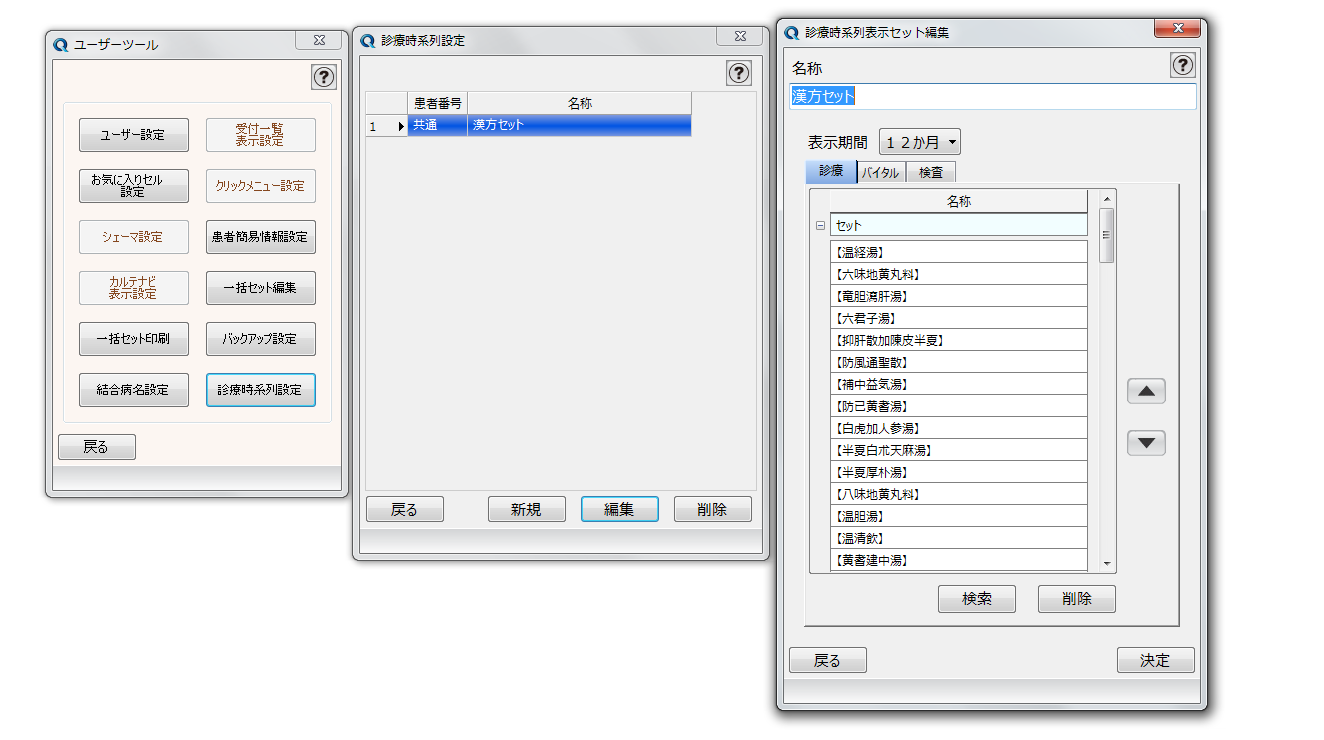 ユーザーツール
ユーザー設定
受付一覧
表示設定
お気に入りセル
設定
クリックメニュー設定
シェーマ設定
患者簡易情報設定
カルテナビ
表示設定
一括セット編集
一括セット印刷
バックアップ設定
結合病名設定
診療時系列設定
戻る
診療時系列設定
患者番号 名称
1 共通 漢方セット
戻る 新規 編集 削除
診療時系列表示セット編集
名称
漢方セット
表示期間 12か月
診療 バイタル 検査
名称
セット
【温経湯】
【六味地黄丸料】
【竜胆瀉肝湯】
【六君子湯】
【抑肝散加陳皮半夏】
【防風通聖散】
【補中益気湯】
【防已黄耆湯】
【白虎加人参湯】
【半夏白朮天麻湯】
【半夏厚朴湯】
【八味地黄丸料】
【温胆湯】
【温清飲】
【黄耆建中湯】
検索 削除
戻る 決定